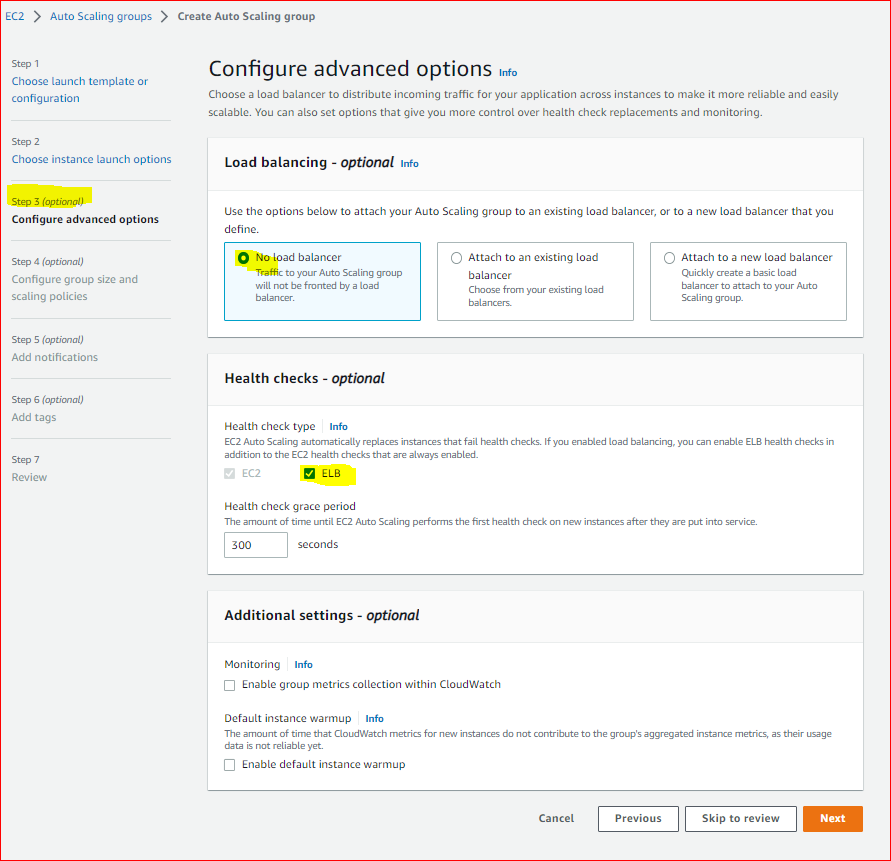 EC2 > Auto Scaling groups > Create Auto Scaling group
Step 1
Choose launch template or
configuration
Step 2
Choose instance launch options
Step 3 (optional)
Configure advanced options
Step 4 (optional)
Configure group size and
scaling policies
Step 5 (optional)
Add notifications
Step 6 (optional)
Add tags
Step 7
Review
Configure advanced options Info
Choose a load balancer to distribute incoming traffic for your application across instances to make it more reliable and easily
scalable. You can also set options that give you more control over health check replacements and monitoring.
Load balancing - optional Info
Use the options below to attach your Auto Scaling group to an existing load balancer, or to a new load balancer that you
define.
No load balancer
Traffic to your Auto Scaling group
will not be fronted by a load
balancer.
Attach to an existing load
balancer
Choose from your existing load
balancers.
Attach to a new load balancer
Quickly create a basic load
balancer to attach to your Auto
Scaling group.
Health checks - optional
Health check type Info
EC2 Auto Scaling automatically replaces instances that fail health checks. If you enabled load balancing, you can enable ELB health checks in
addition to the EC2 health checks that are always enabled.
EC2 ELB
Health check grace period
The amount of time until EC2 Auto Scaling performs the first health check on new instances after they are put into service.
300 seconds
Additional settings - optional
Monitoring Info
Enable group metrics collection within CloudWatch
Default instance warmup Info
The amount of time that CloudWatch metrics for new instances do not contribute to the group's aggregated instance metrics, as their usage
data is not reliable yet.
Enable default instance warmup
Cancel Previous Skip to review Next